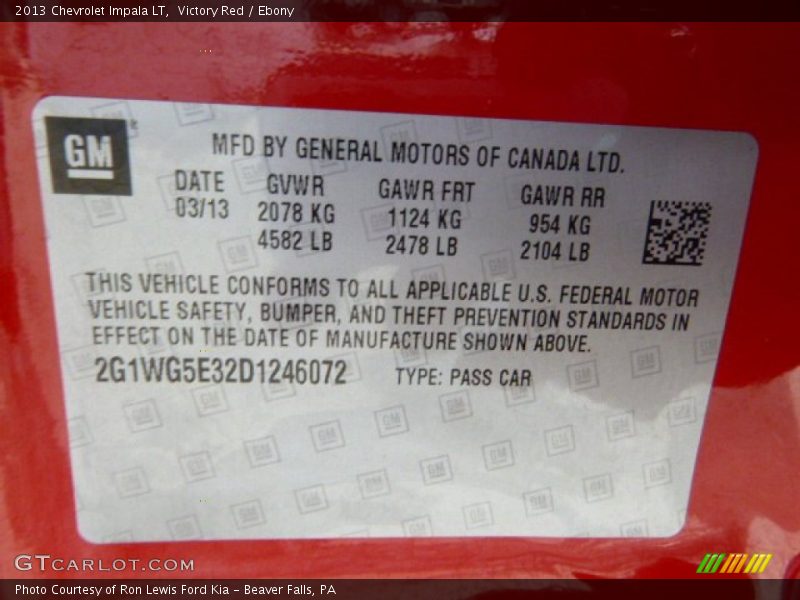 2013 Chevrolet Impala LT,  Victory Red / Ebony
GM
MFD BY GENERAL MOTORS OF CANADA LTD.
DATE GVWR GAWR FRT GAWR RR
03/13 2078 KG 1124 KG 954 KG
4582 LB 2478 LB 2104 LB
THIS VEHICLE CONFORMS TO ALL APPLICABLE U.S. FEDERAL MOTOR
VEHICLE SAFETY, BUMPER, AND THEFT PREVENTION STANDARDS IN
EFFECT ON THE DATE OF MANUFACTURE SHOWN ABOVE.
2G1WG5E32D1246072 TYPE: PASS CAR
GTCARLOT.COM
Photo Courtesy of Ron Lewis Ford Kia - Beaver Falls, PA